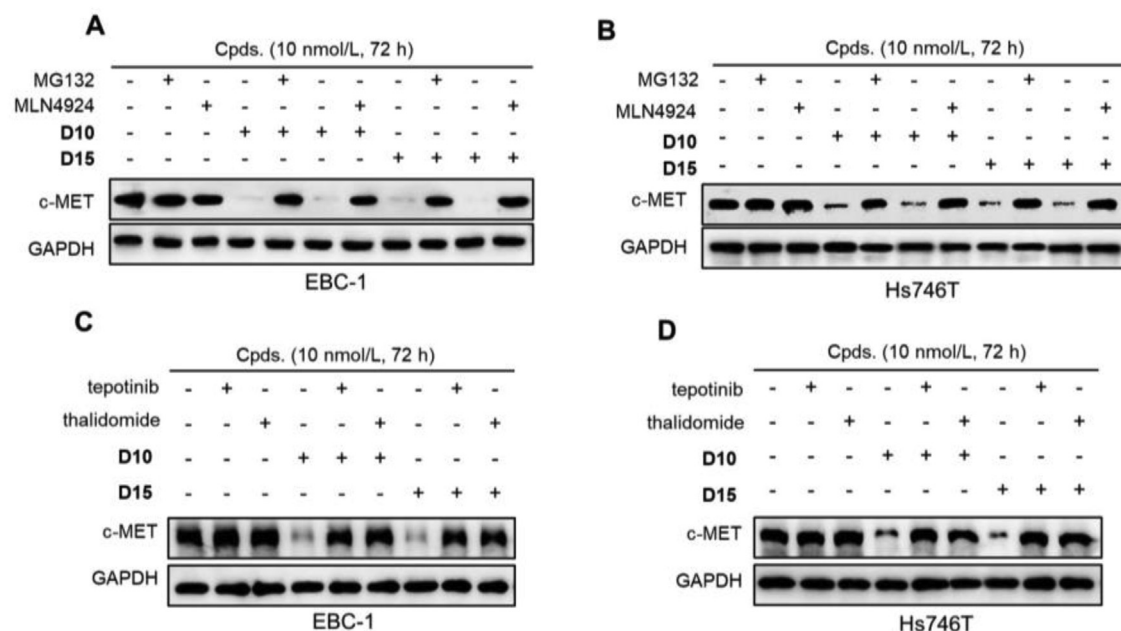 A
Cpds. (10 nmol/L, 72 h)
MG132 - + - - + - - - + - -
MLN4924 - - + - - - + - - - +
D10 - - - + + + + - - - -
D15 - - - - - - - + + + +
c-MET
GAPDH
EBC-1
B
Cpds. (10 nmol/L, 72 h)
MG132 - + - - + - - - + - -
MLN4924 - - + - - - + - - - +
D10 - - - + + + + - - - -
D15 - - - - - - - + + + +
c-MET
GAPDH
Hs746T
C
Cpds. (10 nmol/L, 72 h)
tepotinib - + - - + - - + -
thalidomide - - + - - + - - +
D10 - - - + + + - - -
D15 - - - - - - + + +
c-MET
GAPDH
EBC-1
D
Cpds. (10 nmol/L, 72 h)
tepotinib - + - - + - - + -
thalidomide - - + - - + - - +
D10 - - - + + + - - -
D15 - - - - - - + + +
c-MET
GAPDH
Hs746T